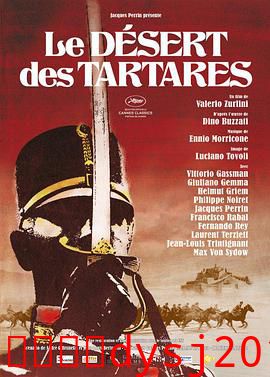 Jacques Perrin présente
Le DÉSERT
des TARTARES
Un film de
Valerio Zurlini
D'après l'œuvre de
Dino Buzzati
Musique de
Ennio Morricone
Image de
Luciano Tovoli
Avec
Vittorio Gassman
Giuliano Gemma
Helmut Griem
Philippe Noiret
Jacques Perrin
Francisco Rabal
Fernando Rey
Laurent Terzieff
Jean-Louis Trintignant
Max Von Sydow
CANNES CLASSICS
dysj20